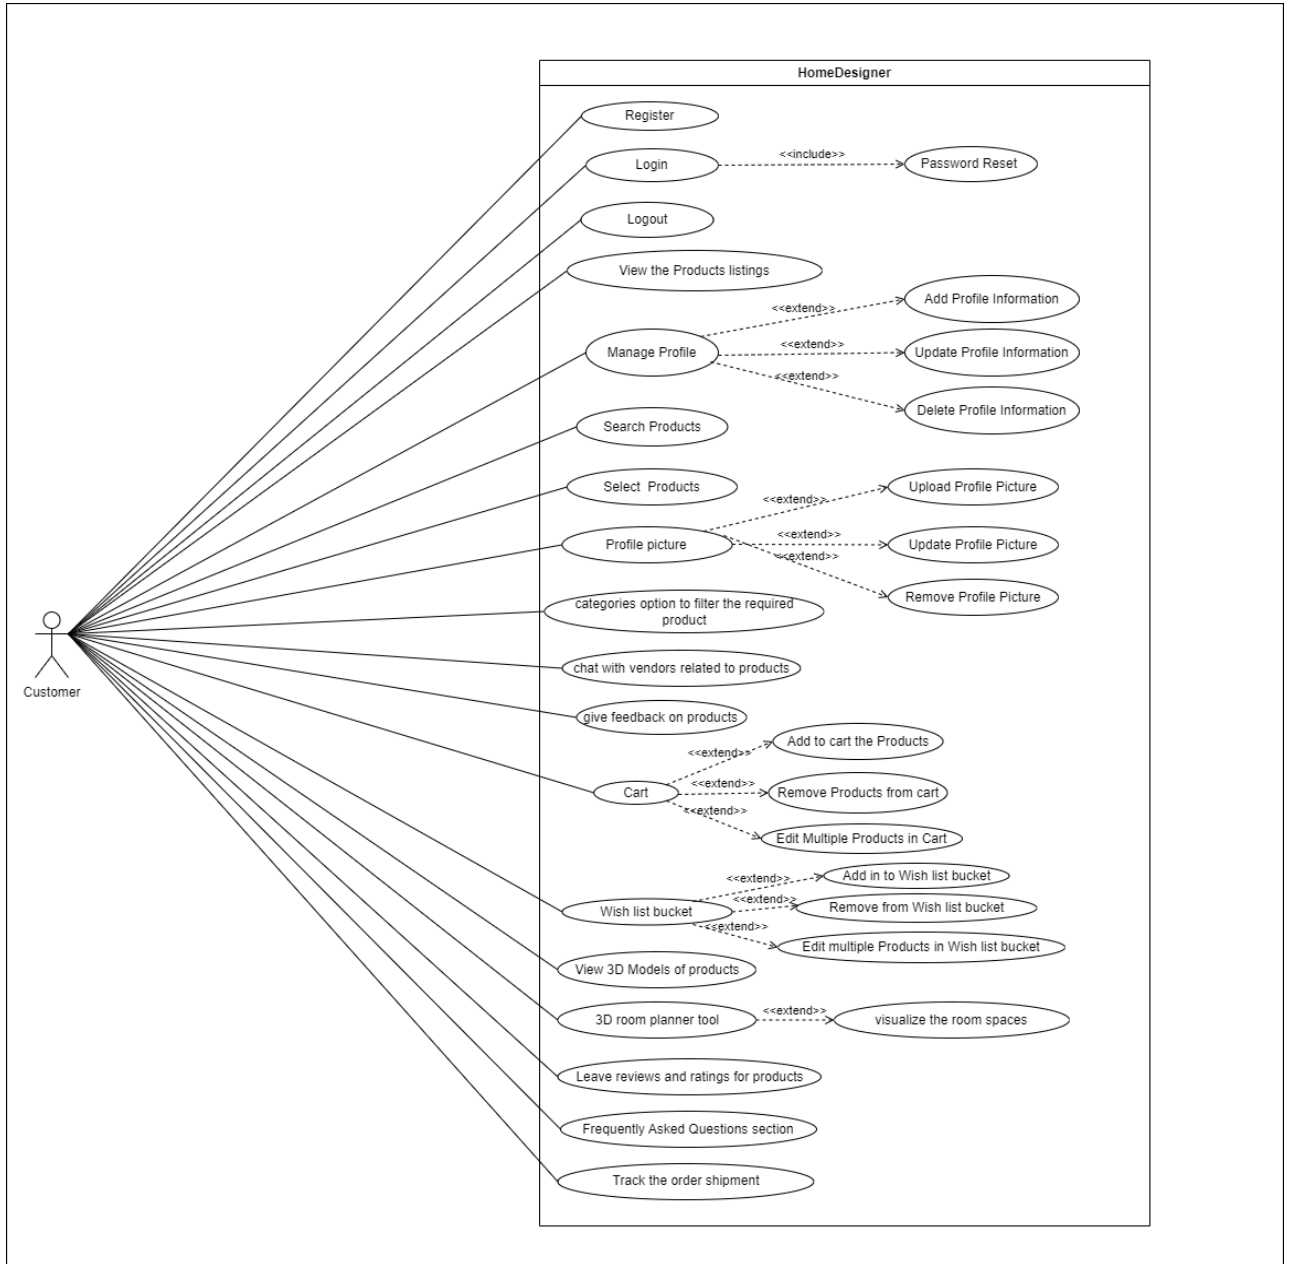 HomeDesigner
Register
Login
<<include>>
Password Reset
Logout
View the Products listings
Manage Profile
<<extend>>
Add Profile Information
<<extend>>
Update Profile Information
<<extend>>
Delete Profile Information
Search Products
Select Products
Profile picture
<<extend>>
Upload Profile Picture
<<extend>>
Update Profile Picture
<<extend>>
Remove Profile Picture
categories option to filter the required
product
Customer
chat with vendors related to products
give feedback on products
Cart
<<extend>>
Add to cart the Products
<<extend>>
Remove Products from cart
<<extend>>
Edit Multiple Products in Cart
Wish list bucket
<<extend>>
Add in to Wish list bucket
<<extend>>
Remove from Wish list bucket
<<extend>>
Edit multiple Products in Wish list bucket
View 3D Models of products
3D room planner tool
<<extend>>
visualize the room spaces
Leave reviews and ratings for products
Frequently Asked Questions section
Track the order shipment